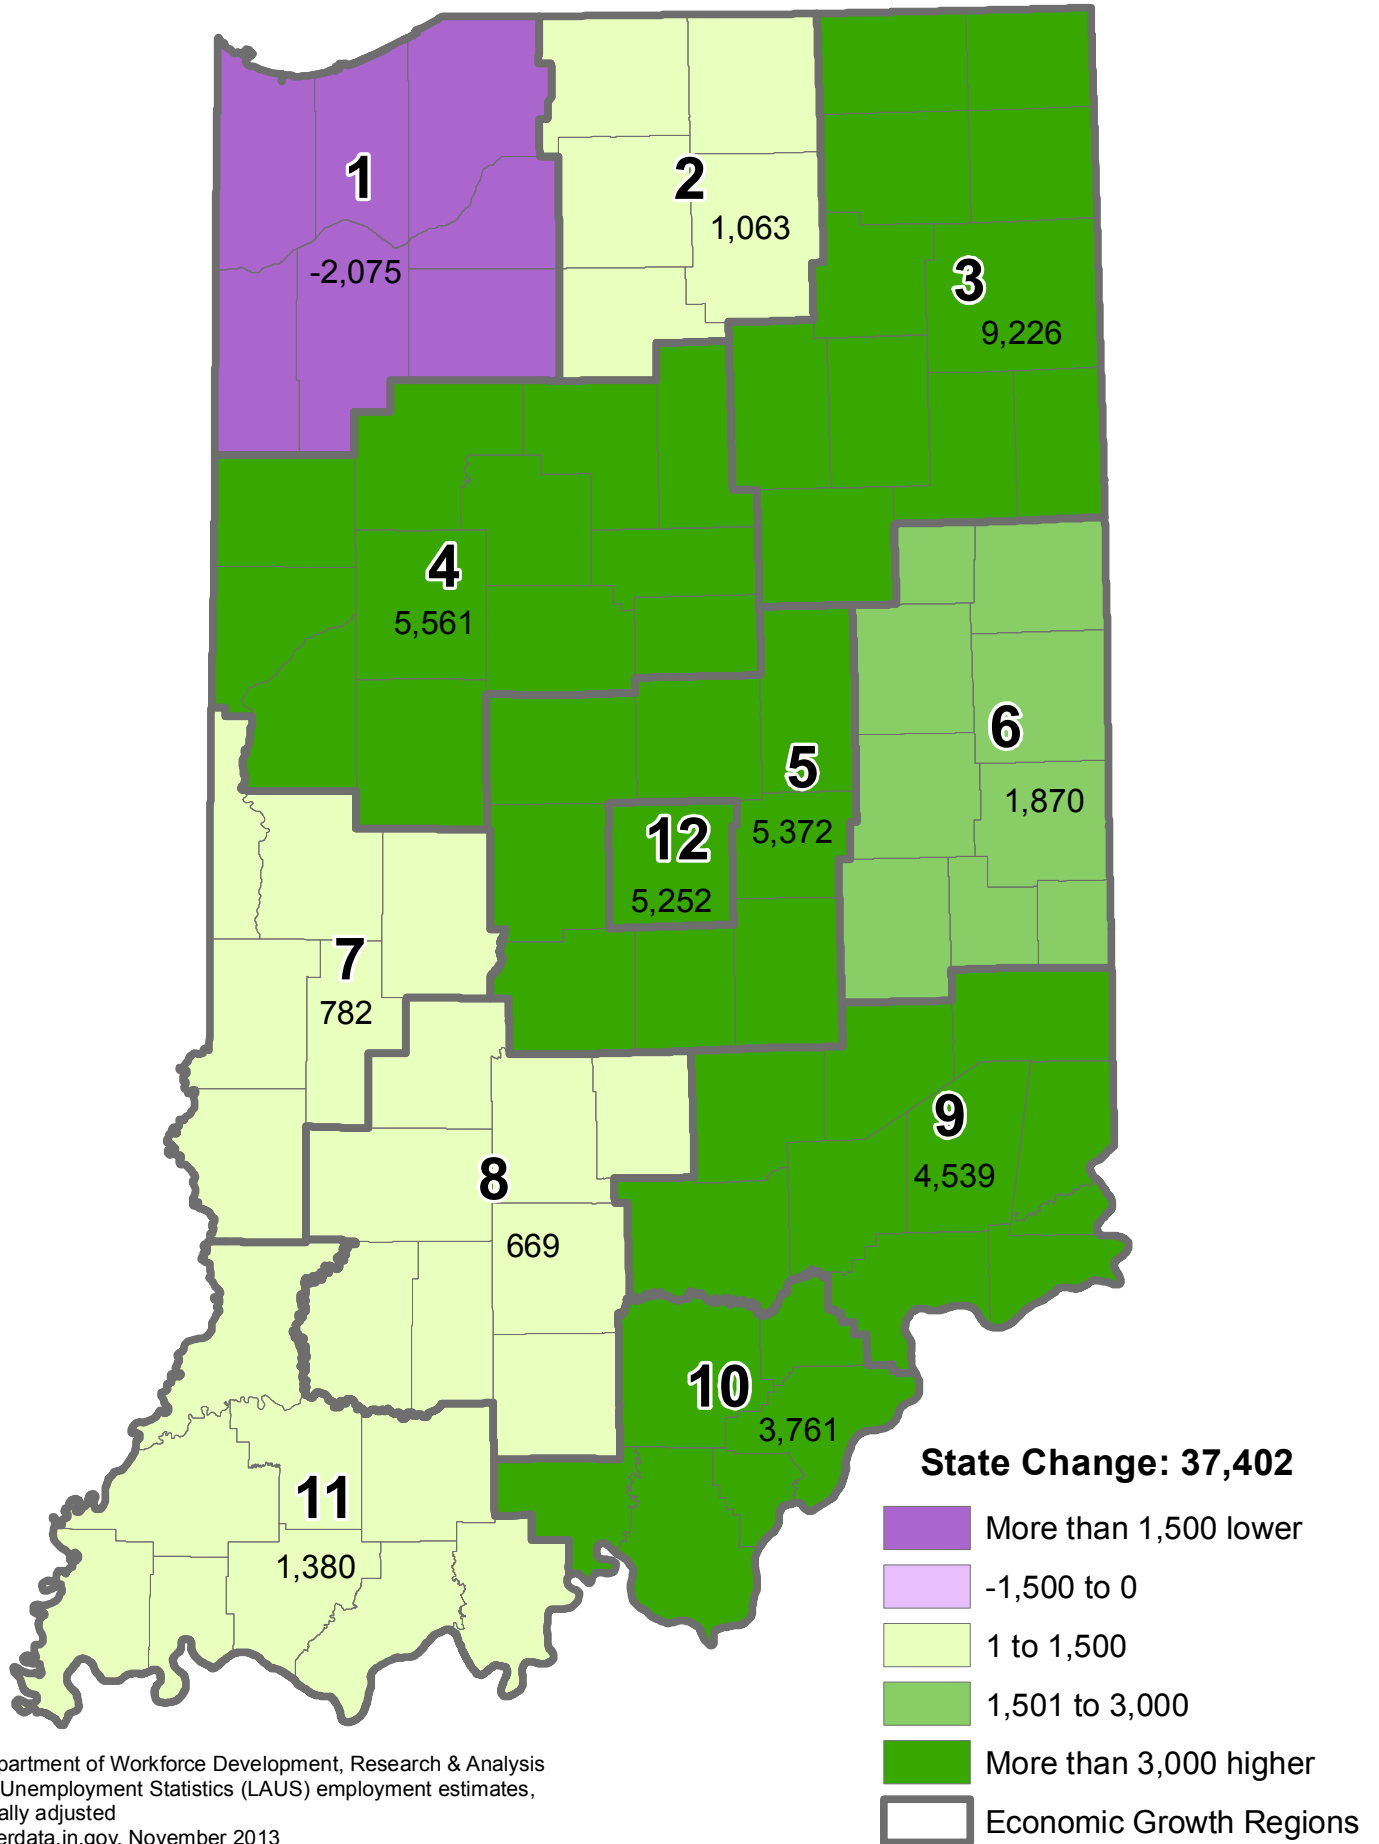 1
-2,075
2
1,063
3
9,226
4
5,561
5
5,372
6
1,870
12
5,252
7
782
8
669
9
4,539
10
3,761
11
1,380
State Change: 37,402
More than 1,500 lower
-1,500 to 0
1 to 1,500
1,501 to 3,000
More than 3,000 higher
Economic Growth Regions
partment of Workforce Development, Research & Analysis
Unemployment Statistics (LAUS) employment estimates,
ally adjusted
erdata.in.gov, November 2013